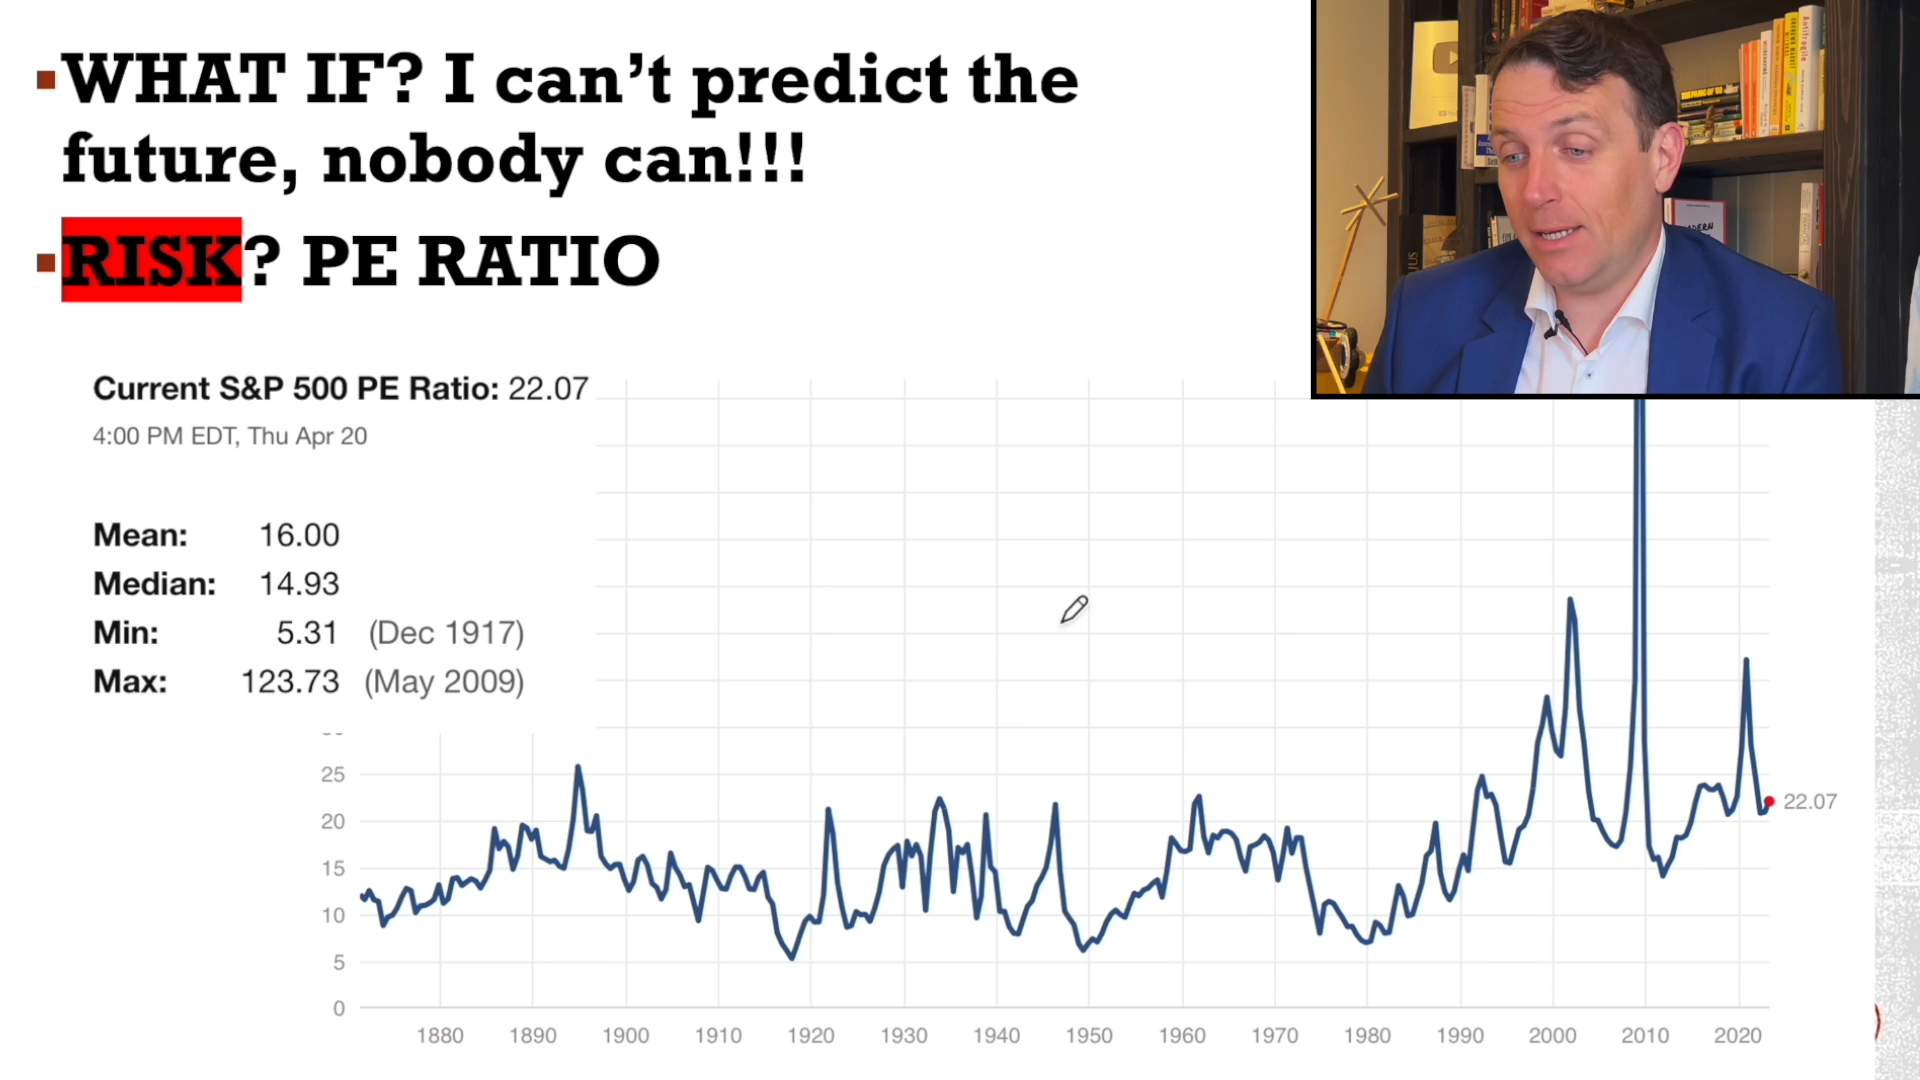 WHAT IF? I can’t predict the
future, nobody can!!!
RISK? PE RATIO
Current S&P 500 PE Ratio: 22.07
4:00 PM EDT, Thu Apr 20
Mean: 16.00
Median: 14.93
Min: 5.31 (Dec 1917)
Max: 123.73 (May 2009)
25
20
15
10
5
0
22.07
1880 1890 1900 1910 1920 1930 1940 1950 1960 1970 1980 1990 2000 2010 2020
Antifragile